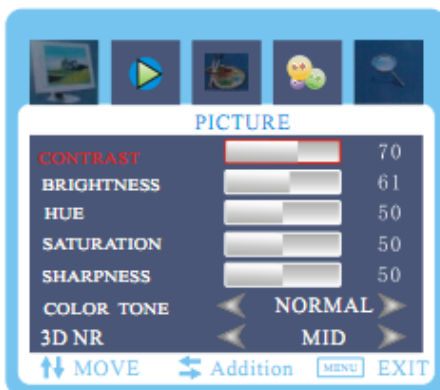 PICTURE
CONTRAST 70
BRIGHTNESS 61
HUE 50
SATURATION 50
SHARPNESS 50
COLOR TONE NORMAL
3D NR MID
MOVE Addition MENU EXIT